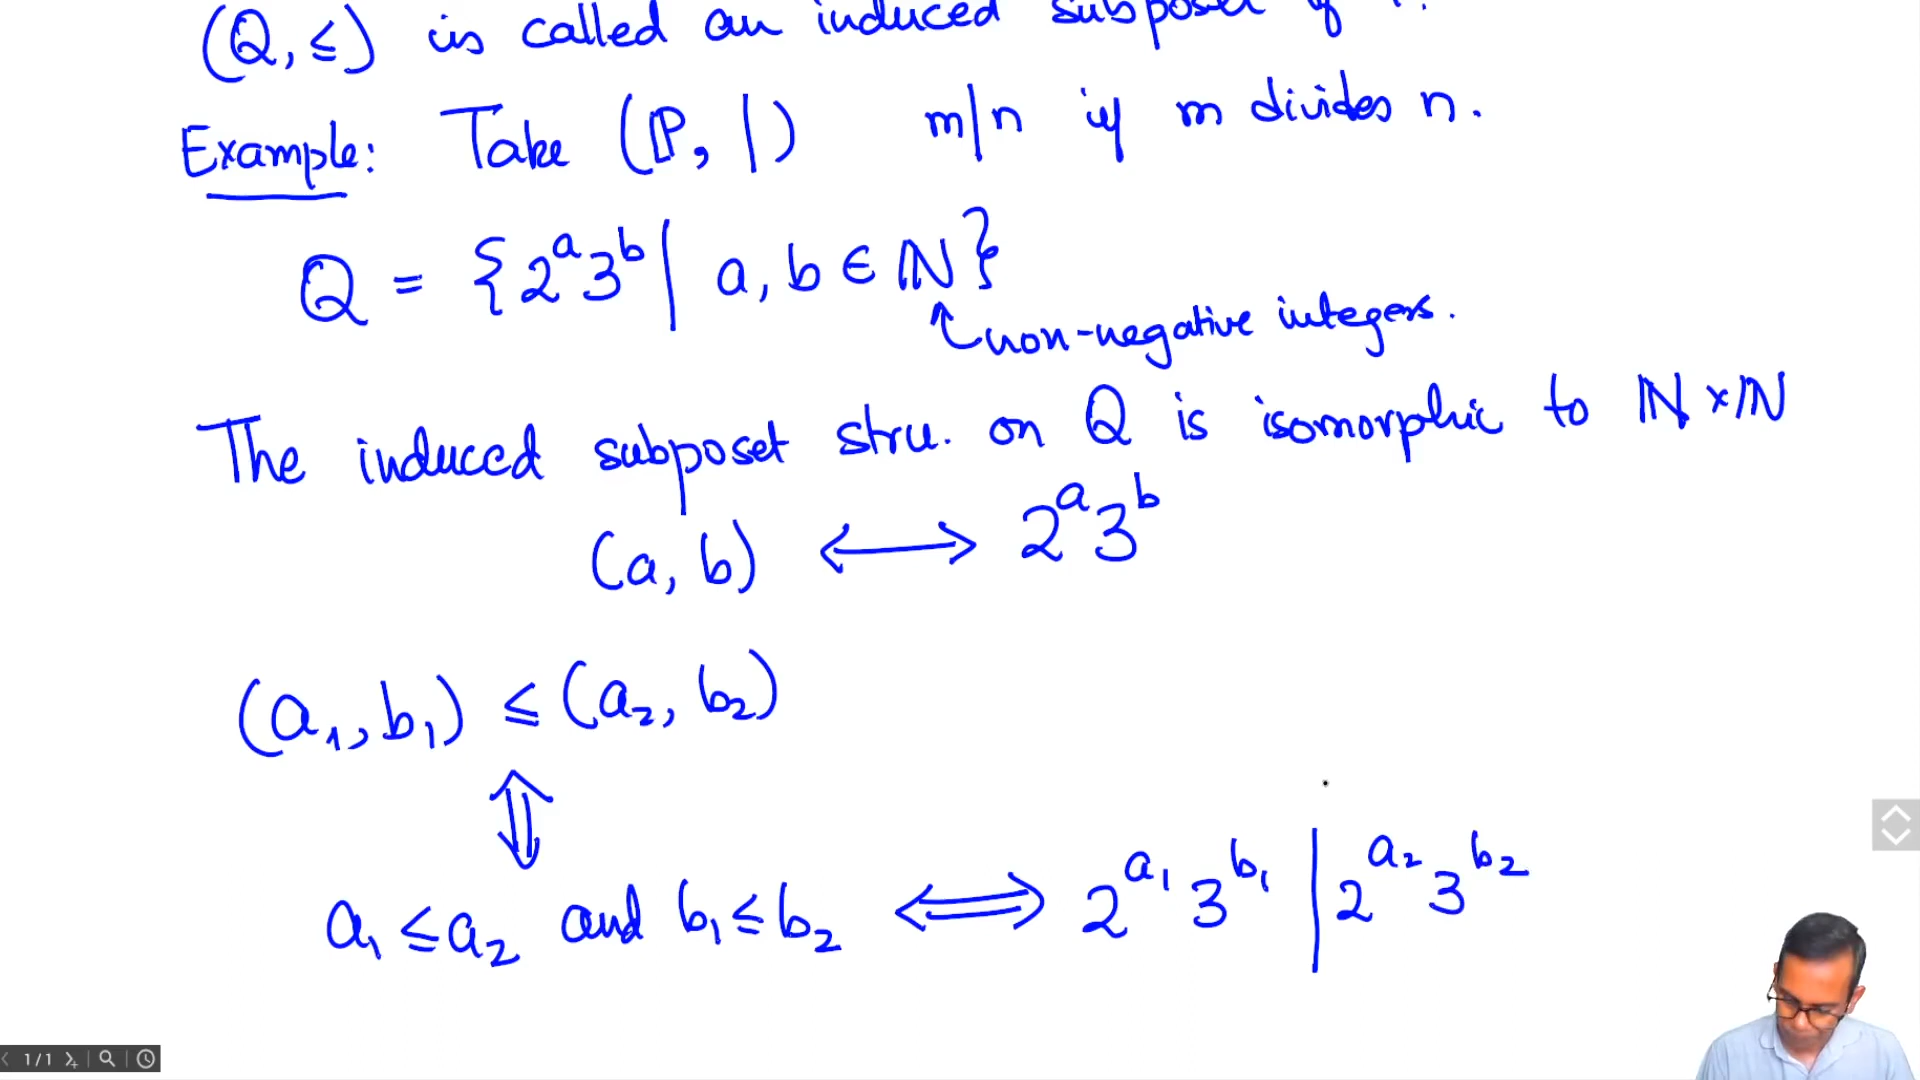 (Q, ≤) is called an induced subposet of
Example: Take (ℙ, |) m|n if m divides n.
Q = {2^a 3^b | a, b ∈ ℕ}
non-negative integers.
The induced subposet stru. on Q is isomorphic to ℕ × ℕ
(a, b) ⟷ 2^a 3^b
(a₁, b₁) ≤ (a₂, b₂)
⇕
a₁ ≤ a₂ and b₁ ≤ b₂ ⟺ 2^{a₁} 3^{b₁} | 2^{a₂} 3^{b₂}
1/1